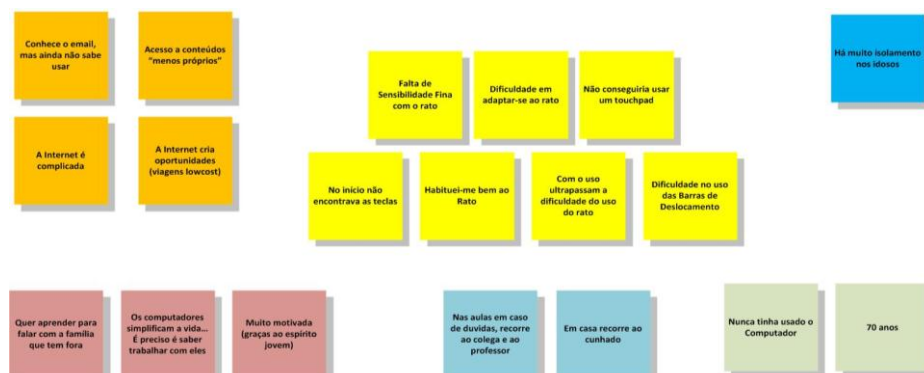 Conhece o email,
mas ainda não sabe
usar
Acesso a conteúdos
"menos próprios"
A Internet é
complicada
A Internet cria
oportunidades
(viagens lowcost)
Falta de
Sensibilidade Fina
com o rato
Dificuldade em
adaptar-se ao rato
Não conseguiria usar
um touchpad
No início não
encontrava as teclas
Habituei-me bem ao
Rato
Com o uso
ultrapassam a
dificuldade do uso
do rato
Dificuldade no uso
das Barras de
Deslocamento
Há muito isolamento
nos idosos
Quer aprender para
falar com a família
que tem fora
Os computadores
simplificam a vida...
É preciso é saber
trabalhar com eles
Muito motivada
(graças ao espírito
jovem)
Nas aulas em caso
de duvidas, recorre
ao colega e ao
professor
Em casa recorre ao
cunhado
Nunca tinha usado o
Computador
70 anos